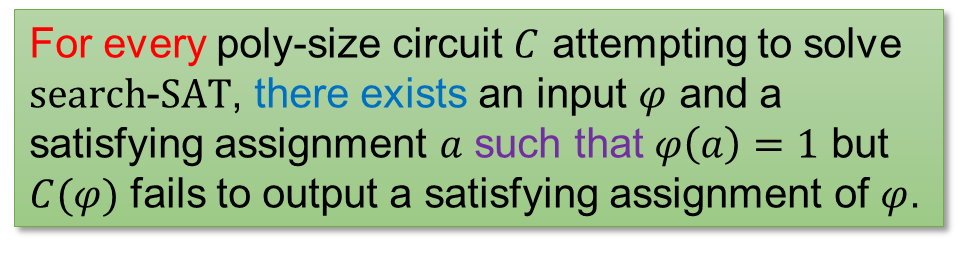 For every poly-size circuit 𝐶 attempting to solve
search-SAT, there exists an input 𝜑 and a
satisfying assignment 𝑎 such that 𝜑(𝑎) = 1 but
𝐶(𝜑) fails to output a satisfying assignment of 𝜑.